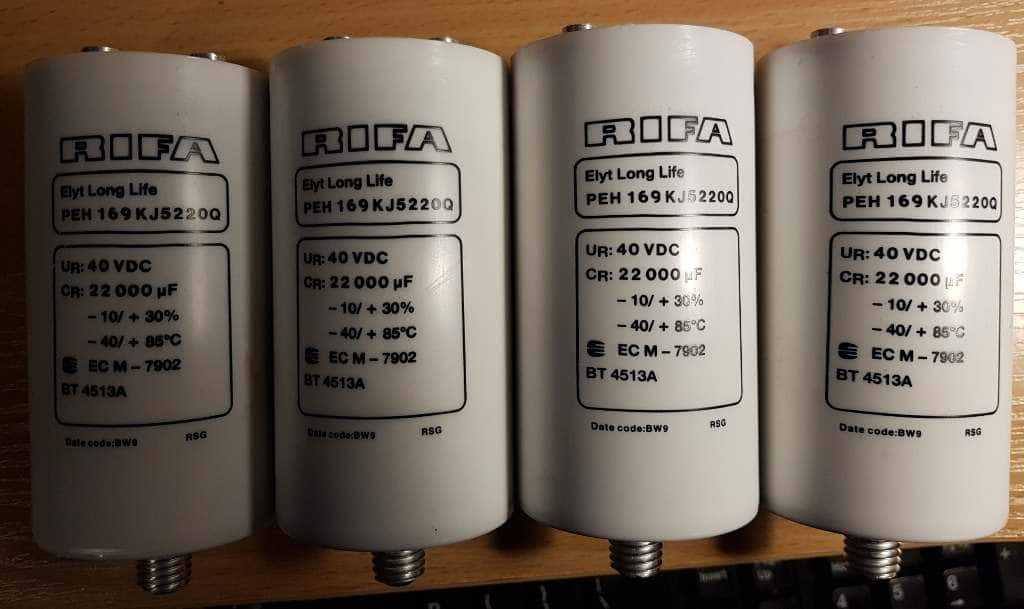 RIFA
Elyt Long Life
PEH 169 KJ5220Q
UR: 40 VDC
CR: 22 000 µF
– 10/ + 30%
– 40/ + 85°C
EC M – 7902
BT 4513A
Date code:BW9 RSG
RIFA
Elyt Long Life
PEH 169 KJ5220Q
UR: 40 VDC
CR: 22 000 µF
– 10/ + 30%
– 40/ + 85°C
EC M – 7902
BT 4513A
Date code:BW9 RSG
RIFA
Elyt Long Life
PEH 169 KJ5220Q
UR: 40 VDC
CR: 22 000 µF
– 10/ + 30%
– 40/ + 85°C
EC M – 7902
BT 4513A
Date code:BW9 RSG
RIFA
Elyt Long Life
PEH 169 KJ5220Q
UR: 40 VDC
CR: 22 000 µF
– 10/ + 30%
– 40/ + 85°C
EC M – 7902
BT 4513A
Date code:BW9 RSG